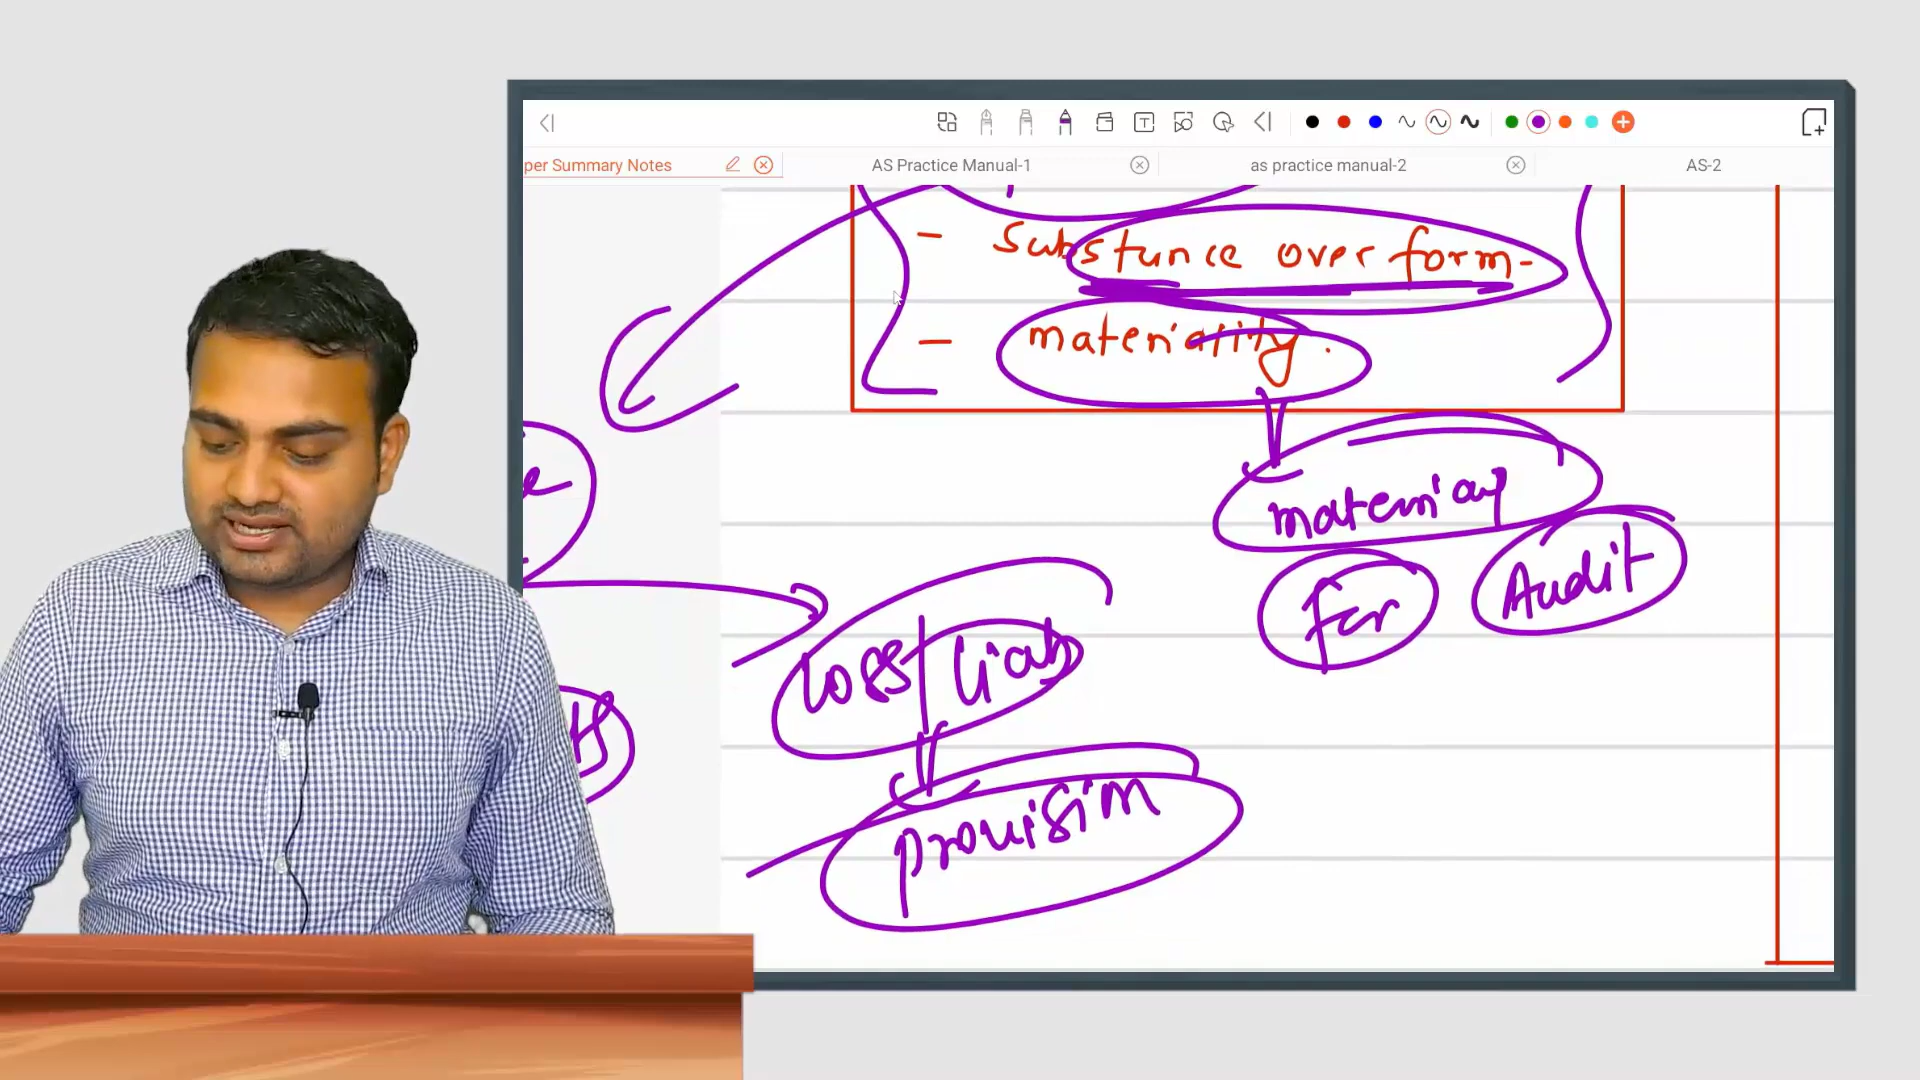 per Summary Notes AS Practice Manual-1 as practice manual-2 AS-2
- Substance over form-
- materiality.
Audit
For
loss | Liab
provision